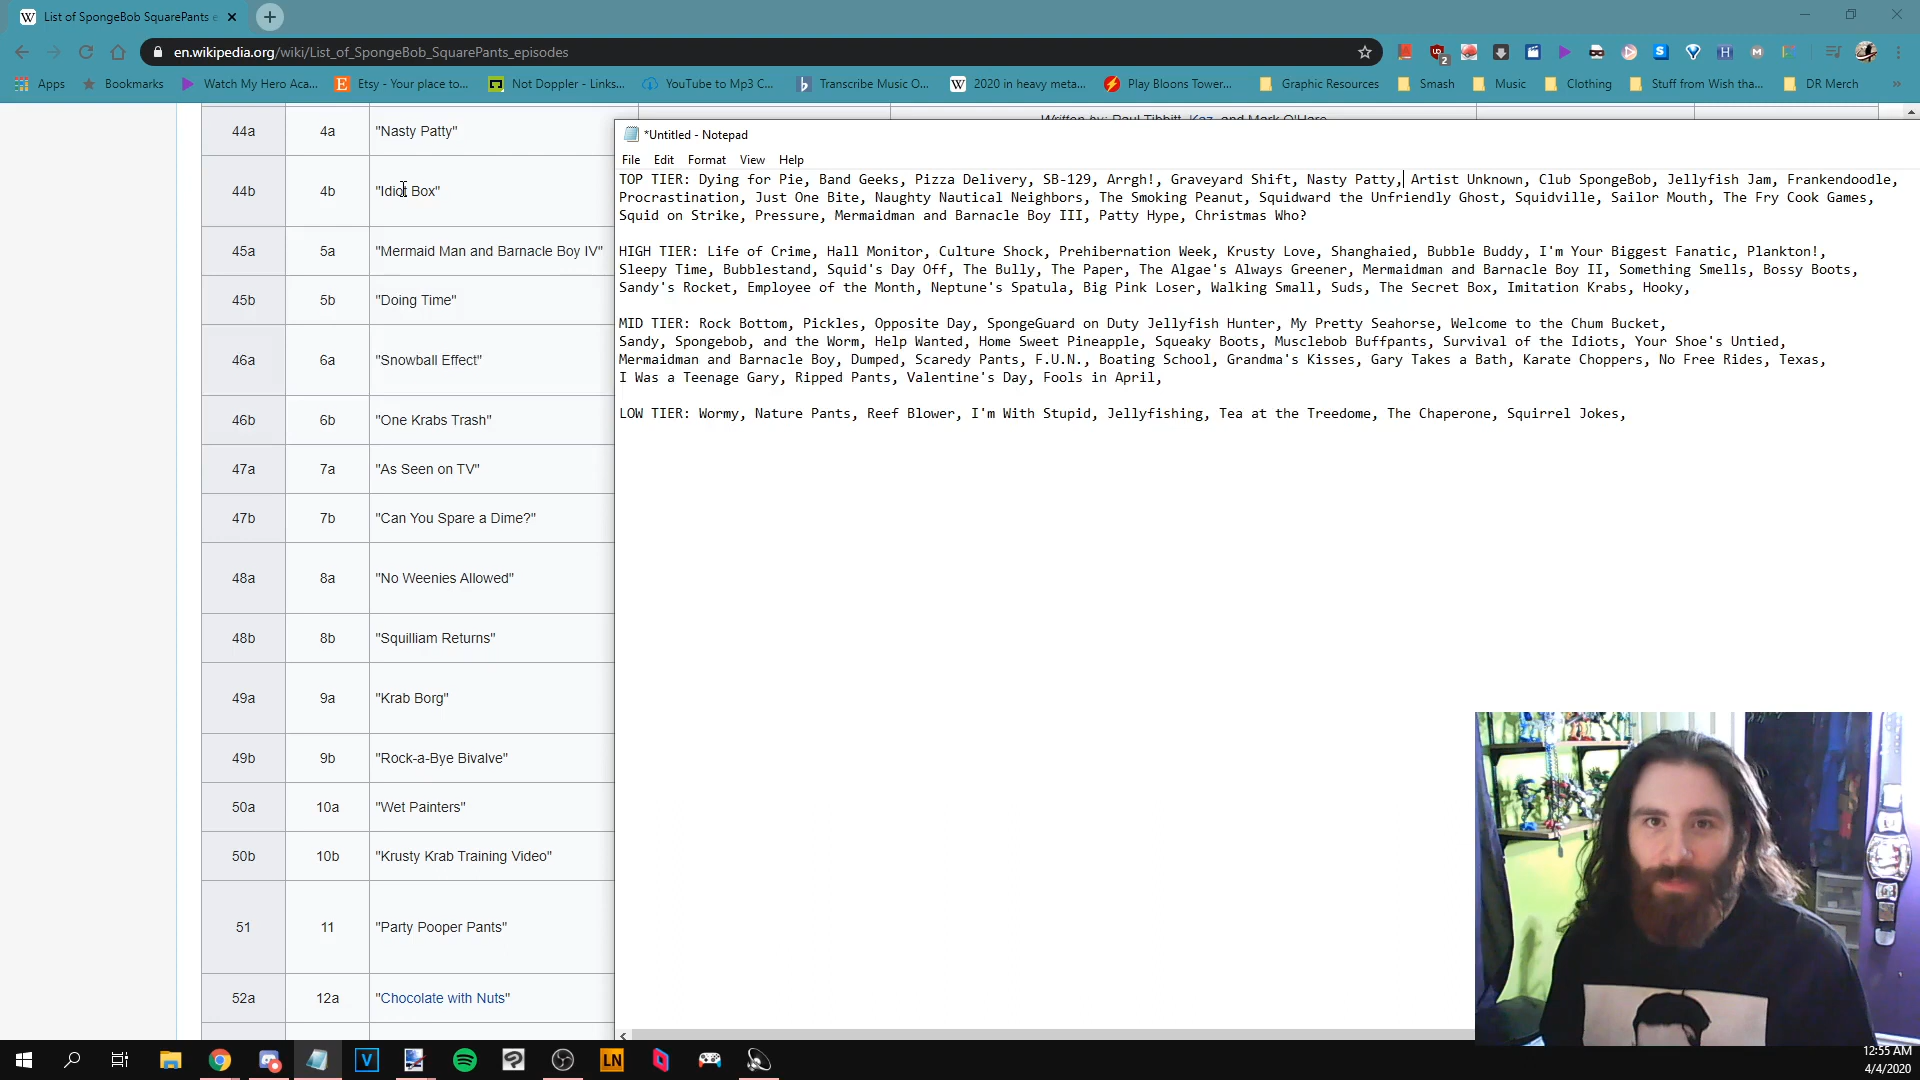 List of SpongeBob SquarePants e
en.wikipedia.org/wiki/List_of_SpongeBob_SquarePants_episodes
2
Apps Bookmarks Watch My Hero Aca... Etsy - Your place to... Not Doppler - Links... YouTube to Mp3 C... Transcribe Music O... 2020 in heavy meta... Play Bloons Tower... Graphic Resources Smash Music Clothing Stuff from Wish tha... DR Merch
44a 4a "Nasty Patty"
44b 4b "Idiot Box"
45a 5a "Mermaid Man and Barnacle Boy IV"
45b 5b "Doing Time"
46a 6a "Snowball Effect"
46b 6b "One Krabs Trash"
47a 7a "As Seen on TV"
47b 7b "Can You Spare a Dime?"
48a 8a "No Weenies Allowed"
48b 8b "Squilliam Returns"
49a 9a "Krab Borg"
49b 9b "Rock-a-Bye Bivalve"
50a 10a "Wet Painters"
50b 10b "Krusty Krab Training Video"
51 11 "Party Pooper Pants"
52a 12a "Chocolate with Nuts"
Written by: Paul Tibbitt, Kaz, and Mark O'Hare
*Untitled - Notepad
File Edit Format View Help
TOP TIER: Dying for Pie, Band Geeks, Pizza Delivery, SB-129, Arrgh!, Graveyard Shift, Nasty Patty, Artist Unknown, Club SpongeBob, Jellyfish Jam, Frankendoodle,
Procrastination, Just One Bite, Naughty Nautical Neighbors, The Smoking Peanut, Squidward the Unfriendly Ghost, Squidville, Sailor Mouth, The Fry Cook Games,
Squid on Strike, Pressure, Mermaidman and Barnacle Boy III, Patty Hype, Christmas Who?
HIGH TIER: Life of Crime, Hall Monitor, Culture Shock, Prehibernation Week, Krusty Love, Shanghaied, Bubble Buddy, I'm Your Biggest Fanatic, Plankton!,
Sleepy Time, Bubblestand, Squid's Day Off, The Bully, The Paper, The Algae's Always Greener, Mermaidman and Barnacle Boy II, Something Smells, Bossy Boots,
Sandy's Rocket, Employee of the Month, Neptune's Spatula, Big Pink Loser, Walking Small, Suds, The Secret Box, Imitation Krabs, Hooky,
MID TIER: Rock Bottom, Pickles, Opposite Day, SpongeGuard on Duty Jellyfish Hunter, My Pretty Seahorse, Welcome to the Chum Bucket,
Sandy, Spongebob, and the Worm, Help Wanted, Home Sweet Pineapple, Squeaky Boots, Musclebob Buffpants, Survival of the Idiots, Your Shoe's Untied,
Mermaidman and Barnacle Boy, Dumped, Scaredy Pants, F.U.N., Boating School, Grandma's Kisses, Gary Takes a Bath, Karate Choppers, No Free Rides, Texas,
I Was a Teenage Gary, Ripped Pants, Valentine's Day, Fools in April,
LOW TIER: Wormy, Nature Pants, Reef Blower, I'm With Stupid, Jellyfishing, Tea at the Treedome, The Chaperone, Squirrel Jokes,
LN
12:55 AM
4/4/2020